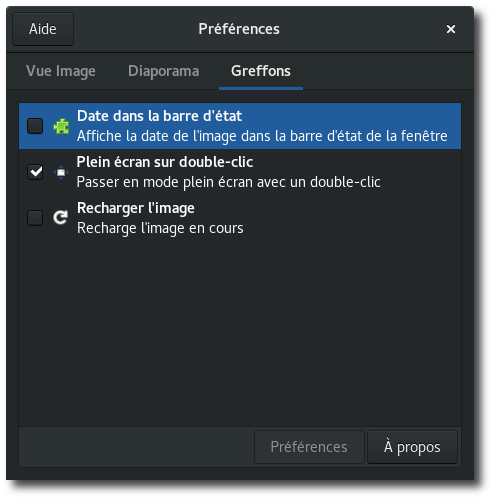 Aide
Préférences
Vue Image
Diaporama
Greffons
Date dans la barre d'état
Affiche la date de l'image dans la barre d'état de la fenêtre
Plein écran sur double-clic
Passer en mode plein écran avec un double-clic
Recharger l'image
Recharge l'image en cours
Préférences
À propos